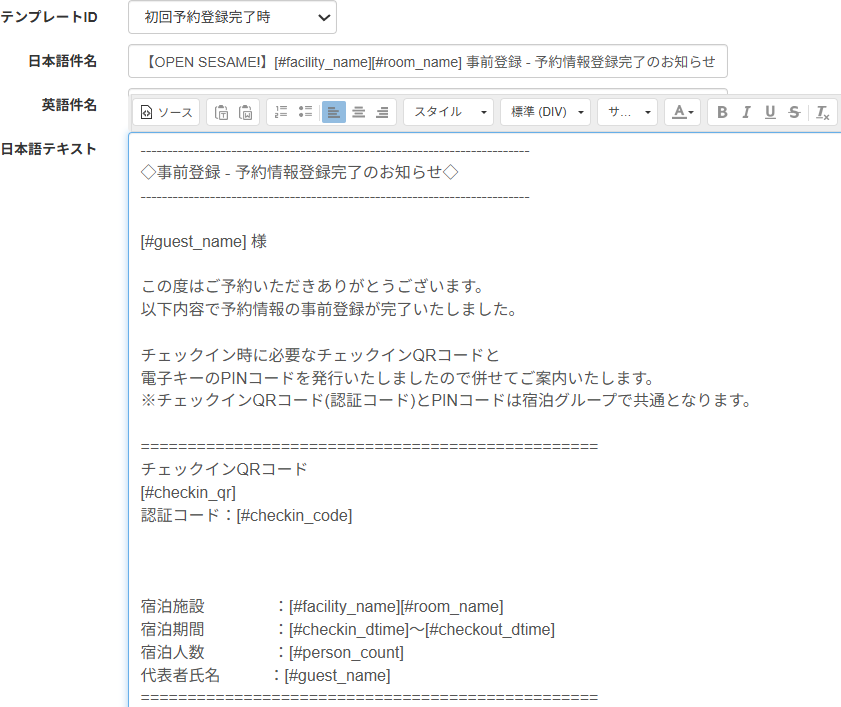 テンプレートID
初回予約登録完了時
日本語件名
【OPEN SESAME!】[#facility_name][#room_name] 事前登録 - 予約情報登録完了のお知らせ
英語件名
ソース
スタイル
標準 (DIV)
サ...
A
B I U S Tx
日本語テキスト
--------------------------------------------------------------------------
◇事前登録 - 予約情報登録完了のお知らせ◇
--------------------------------------------------------------------------
[#guest_name] 様
この度はご予約いただきありがとうございます。
以下内容で予約情報の事前登録が完了いたしました。
チェックイン時に必要なチェックインQRコードと
電子キーのPINコードを発行いたしましたので併せてご案内いたします。
※チェックインQRコード(認証コード)とPINコードは宿泊グループで共通となります。
=================================================
チェックインQRコード
[#checkin_qr]
認証コード：[#checkin_code]
宿泊施設　　　　：[#facility_name][#room_name]
宿泊期間　　　　：[#checkin_dtime]～[#checkout_dtime]
宿泊人数　　　　：[#person_count]
代表者氏名　　　：[#guest_name]
=================================================